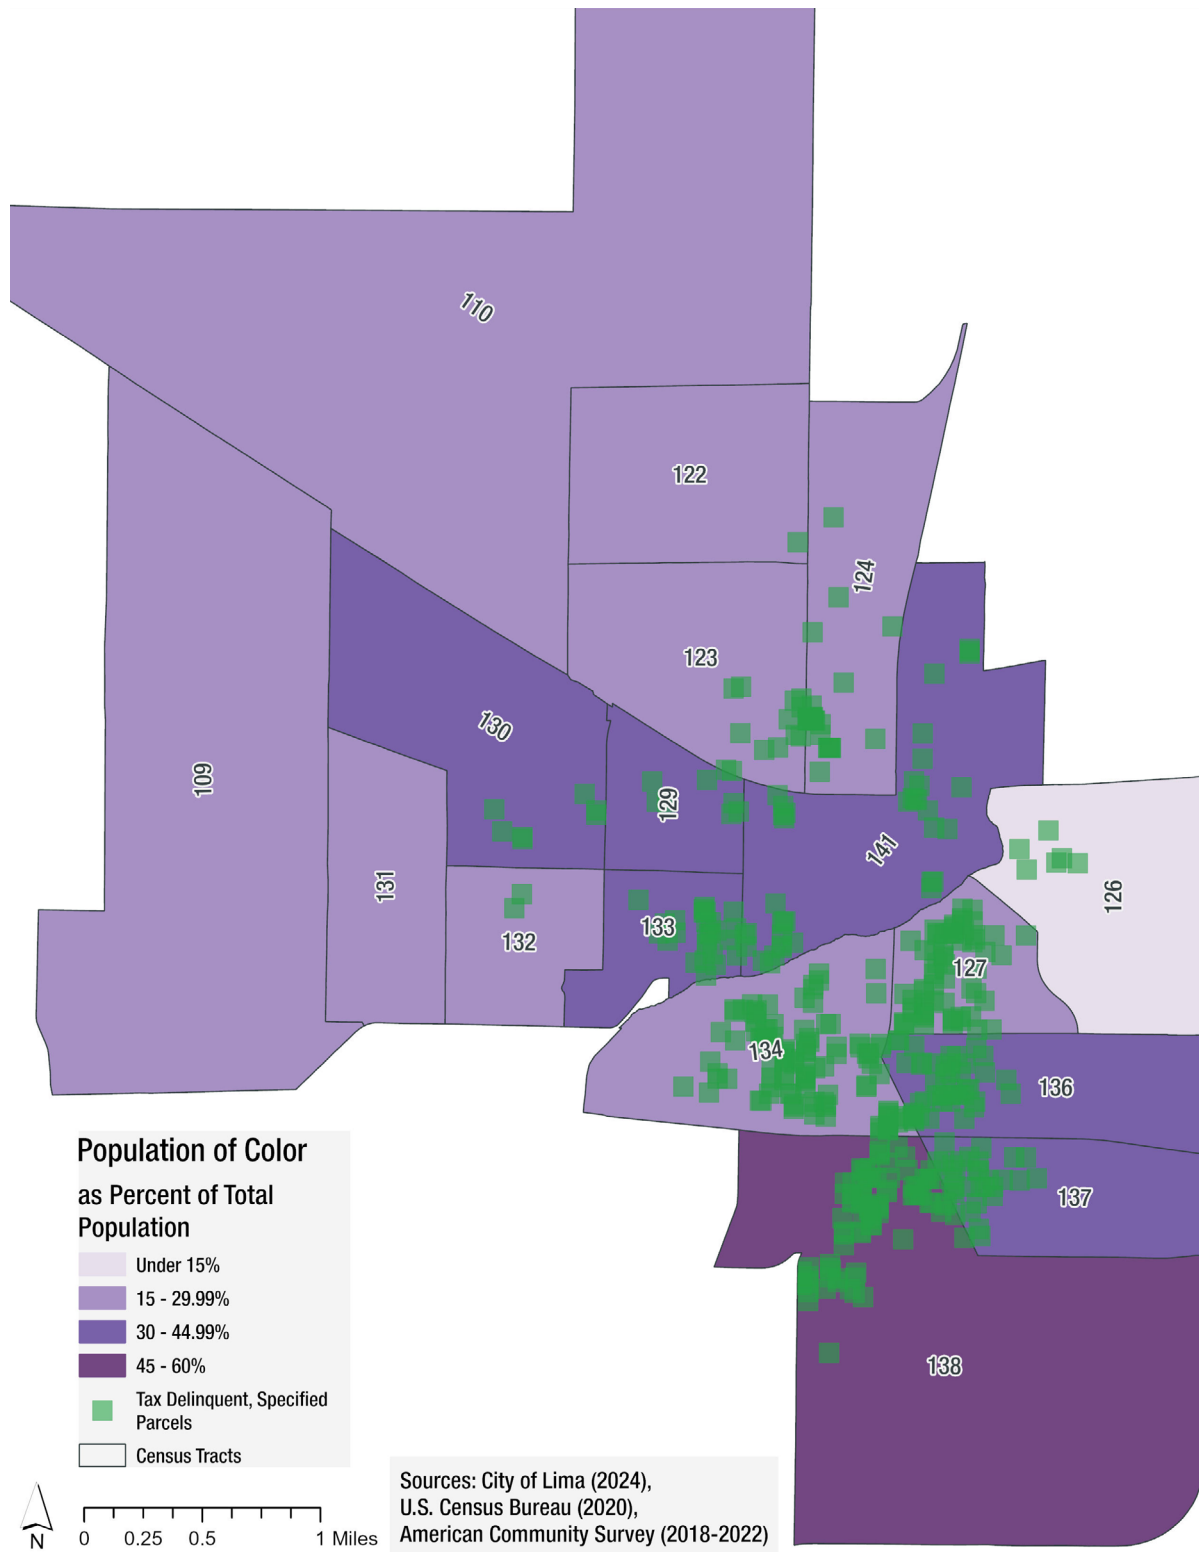 110
122
124
123
130
109
129
141
131
126
133
132
127
134
136
137
138
Population of Color
as Percent of Total
Population
Under 15%
15 - 29.99%
30 - 44.99%
45 - 60%
Tax Delinquent, Specified
Parcels
Census Tracts
N
0 0.25 0.5 1 Miles
Sources: City of Lima (2024),
U.S. Census Bureau (2020),
American Community Survey (2018-2022)